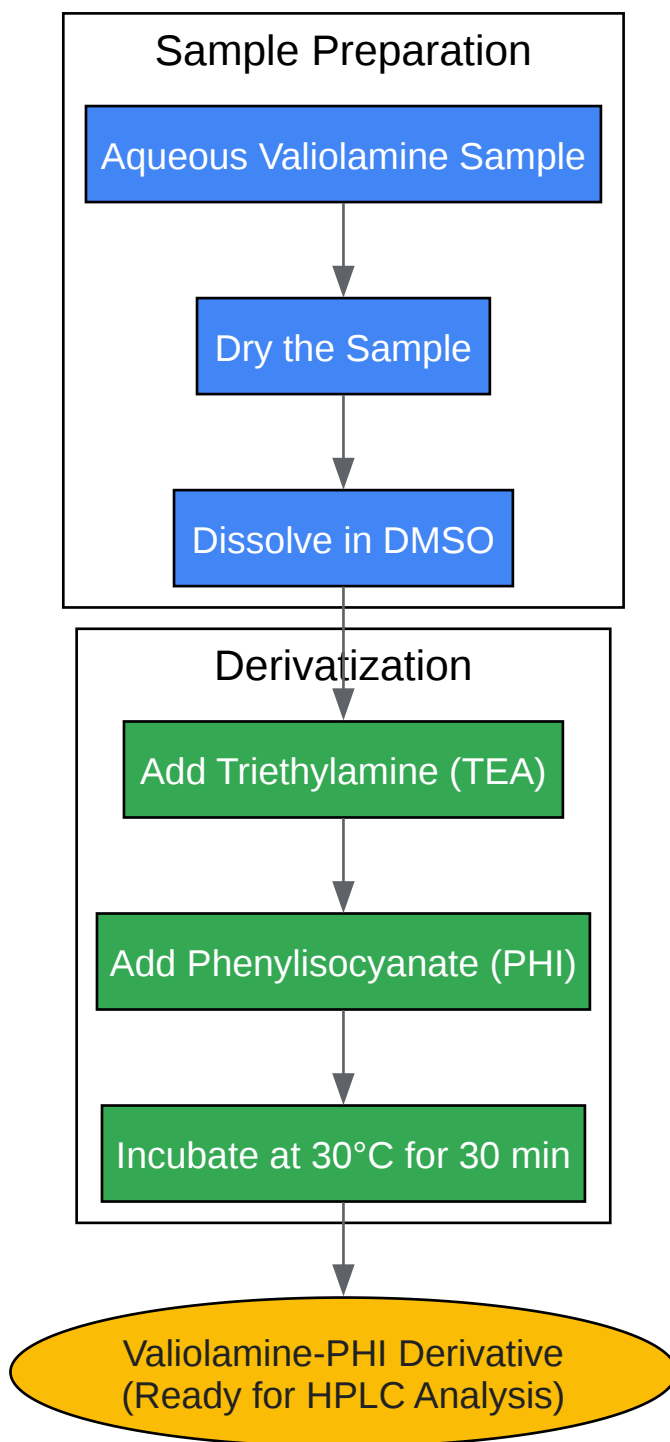 Sample Preparation
Aqueous Valiolamine Sample
Dry the Sample
Dissolve in DMSO
Derivatization
Add Triethylamine (TEA)
Add Phenylisocyanate (PHI)
Incubate at 30°C for 30 min
Valiolamine-PHI Derivative
(Ready for HPLC Analysis)